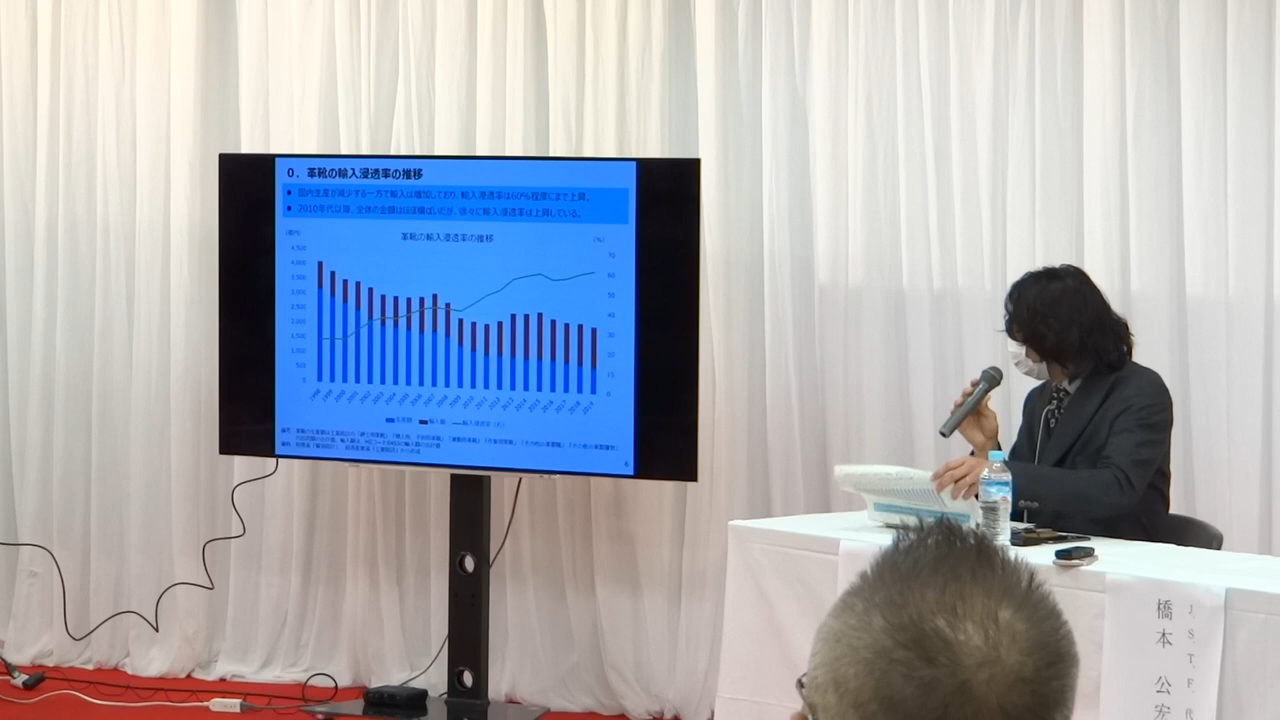 0．革靴の輸入浸透率の推移
● 国内生産が減少する一方で輸入は増加しており、輸入浸透率は60%程度にまで上昇。
● 2010年代以降、全体の金額はほぼ横ばいだが、徐々に輸入浸透率は上昇している。
(億円)
革靴の輸入浸透率の推移
(%)
4,500
4,000
3,500
3,000
2,500
2,000
1,500
1,000
500
0
70
60
50
40
30
20
10
0
1998 1999 2000 2001 2002 2003 2004 2005 2006 2007 2008 2009 2010 2011 2012 2013 2014 2015 2016 2017 2018 2019
生産額 輸入額 輸入浸透率
6
J．S．T．F．
橋本 公安